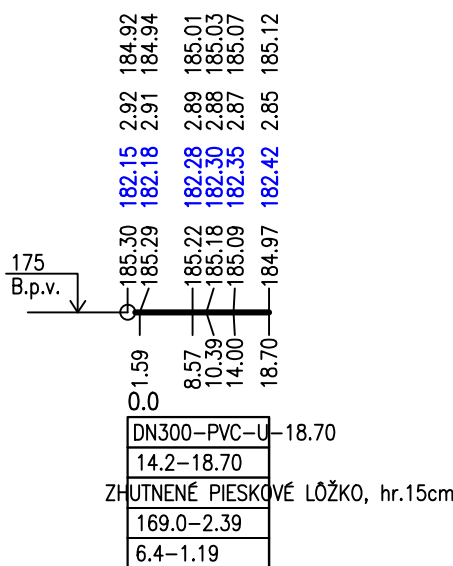 184.92 184.94 185.01 185.03 185.07 185.12
2.92 2.91 2.89 2.88 2.87 2.85
182.15 182.18 182.28 182.30 182.35 182.42
185.30 185.29 185.22 185.18 185.09 184.97
175
B.p.v.
1.59 8.57 10.39 14.00 18.70
0.0
DN300-PVC-U-18.70
14.2-18.70
ZHUTNENÉ PIESKOVÉ LÔŽKO, hr.15cm
169.0-2.39
6.4-1.19